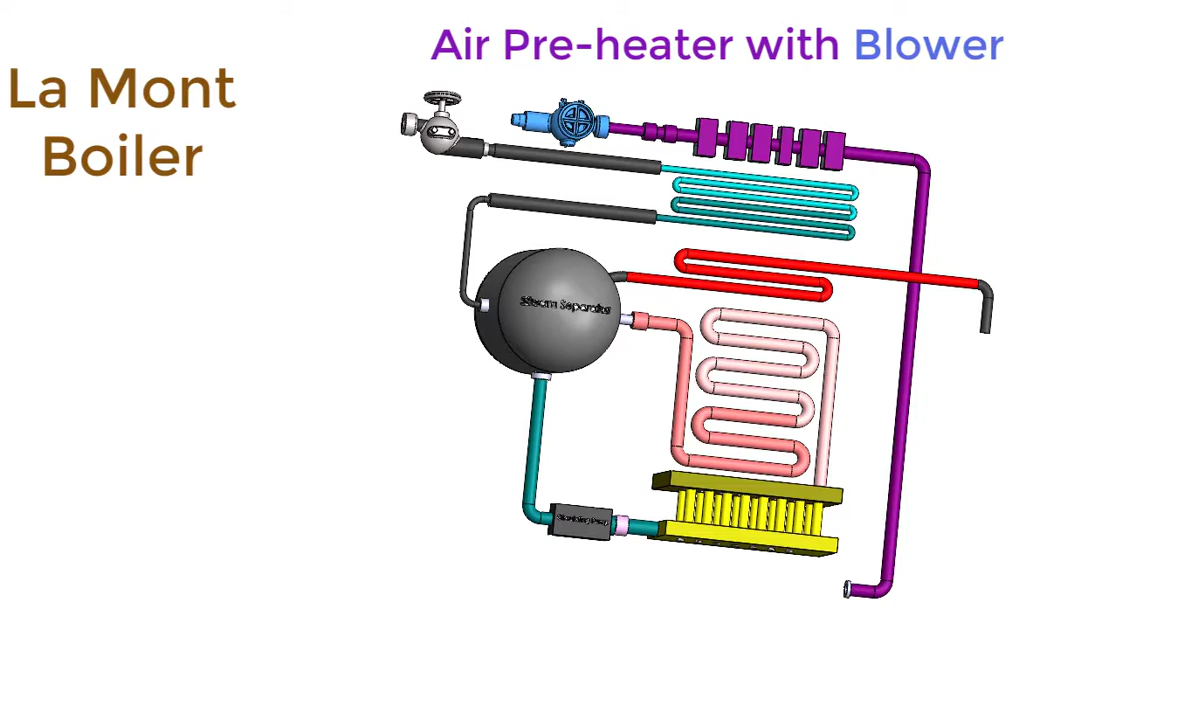 Air Pre-heater with Blower
La Mont
Boiler
Steam Separator